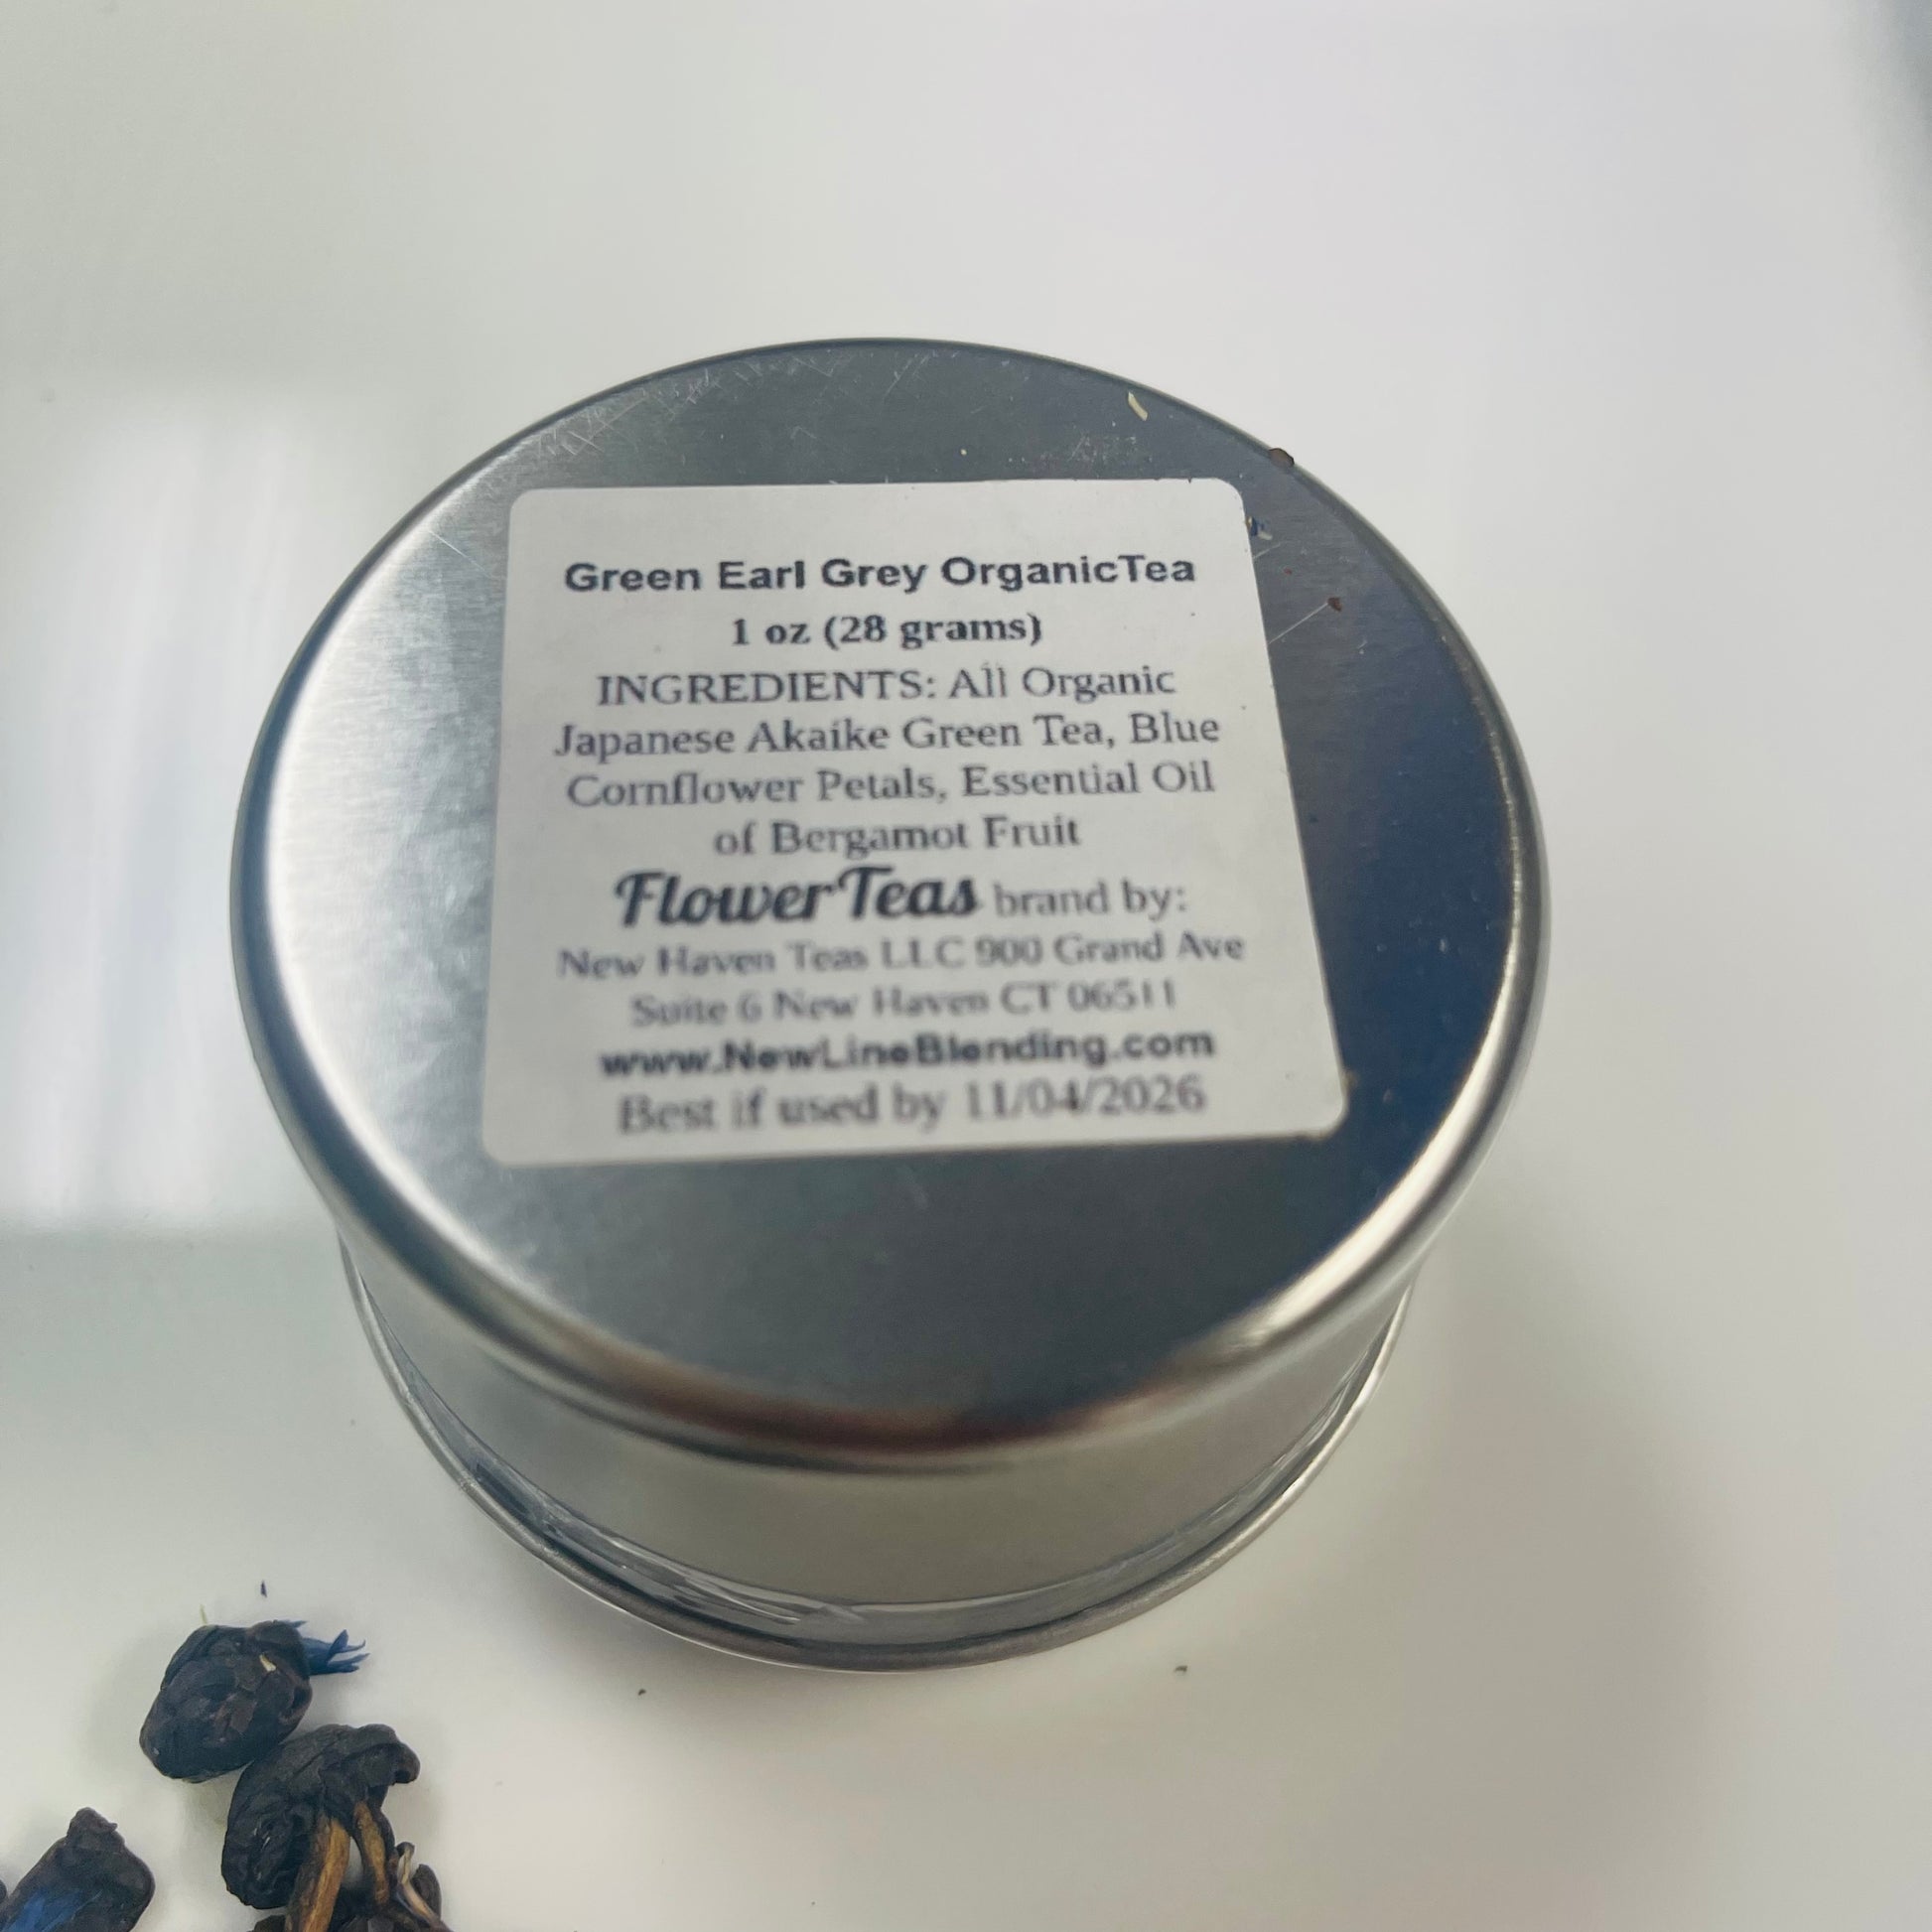 Green Earl Grey OrganicTea
1 oz (28 grams)
INGREDIENTS: All Organic
Japanese Akaike Green Tea, Blue
Cornflower Petals, Essential Oil
of Bergamot Fruit
FlowerTeas brand by:
New Haven Teas LLC 900 Grand Ave
Suite 6 New Haven CT 06511
www.NewLineBlending.com
Best if used by 11/04/2026